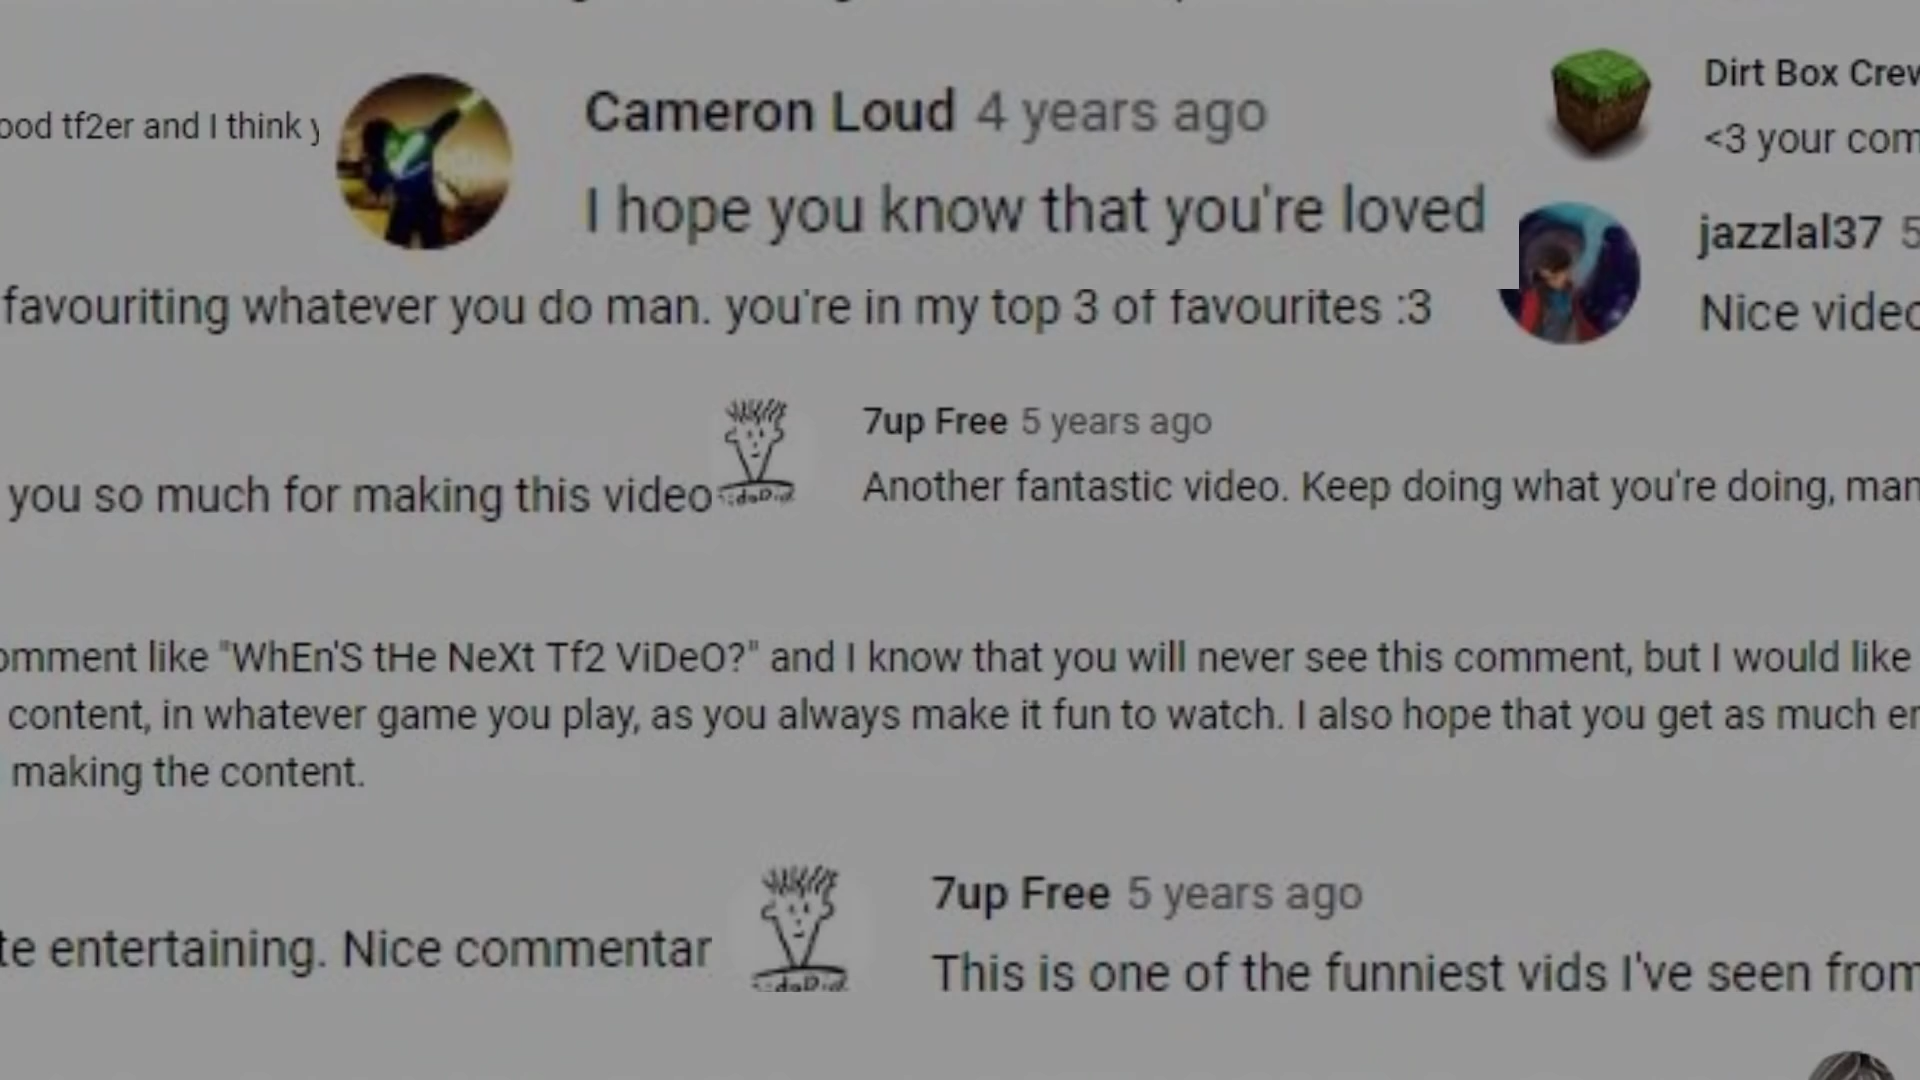 ood tf2er and I think y
Cameron Loud 4 years ago
I hope you know that you're loved
Dirt Box Crew
<3 your com
jazzlal37 5
Nice video
favouriting whatever you do man. you're in my top 3 of favourites :3
you so much for making this video
7up Free 5 years ago
Another fantastic video. Keep doing what you're doing, man
omment like "WhEn'S tHe NeXt Tf2 ViDeO?" and I know that you will never see this comment, but I would like
content, in whatever game you play, as you always make it fun to watch. I also hope that you get as much en
making the content.
te entertaining. Nice commentar
7up Free 5 years ago
This is one of the funniest vids I've seen from